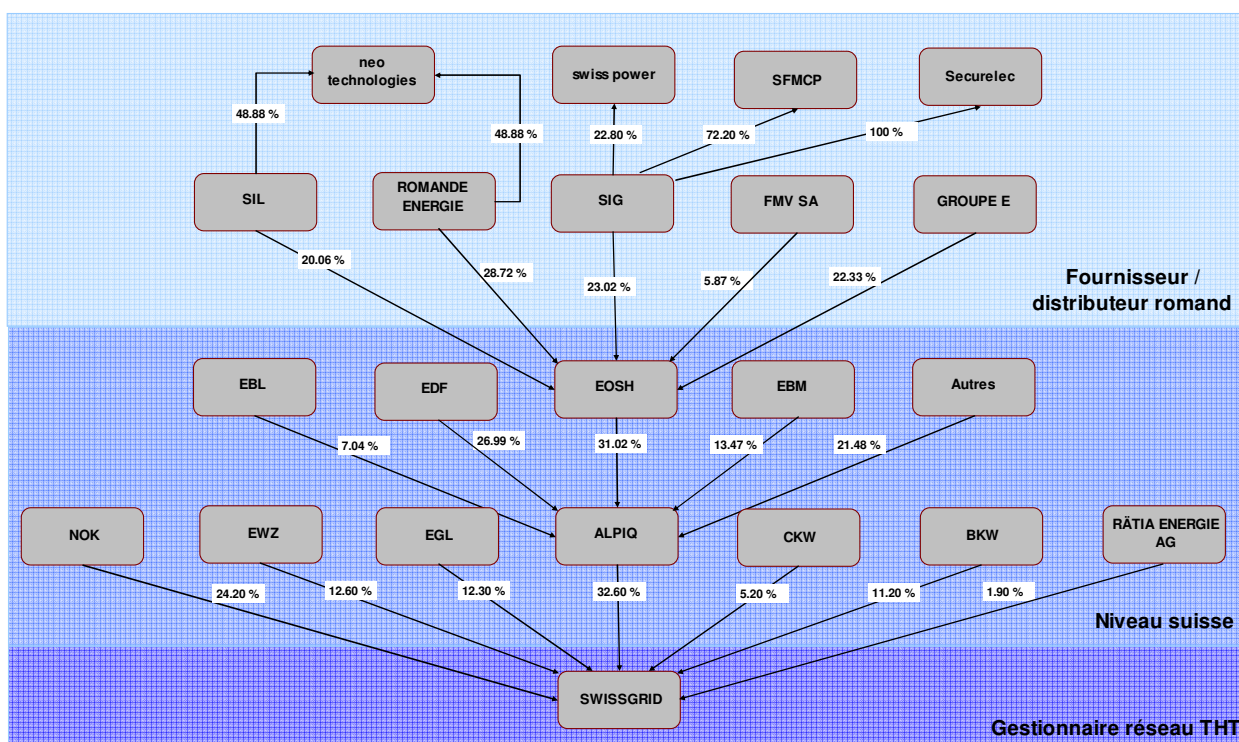 neo
technologies
swiss power
SFMCP
Securelec
48.88 %
48.88 %
22.80 %
72.20 %
100 %
SIL
ROMANDE
ENERGIE
SIG
FMV SA
GROUPE E
20.06 %
28.72 %
23.02 %
5.87 %
22.33 %
Fournisseur /
distributeur romand
EBL
EDF
EOSH
EBM
Autres
7.04 %
26.99 %
31.02 %
13.47 %
21.48 %
NOK
EWZ
EGL
ALPIQ
CKW
BKW
RÄTIA ENERGIE
AG
24.20 %
12.60 %
12.30 %
32.60 %
5.20 %
11.20 %
1.90 %
Niveau suisse
SWISSGRID
Gestionnaire réseau THT